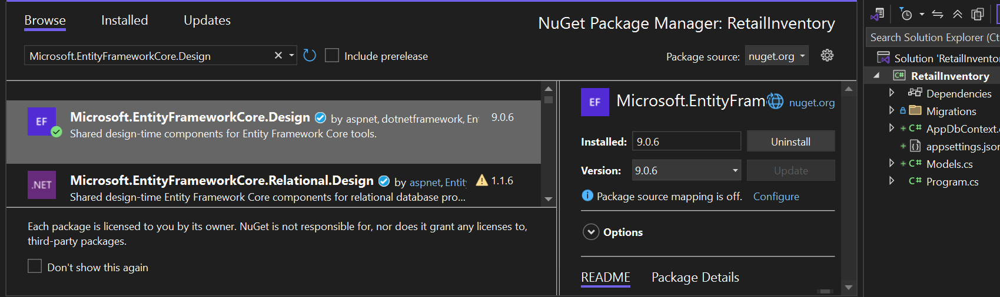 Browse
Installed
Updates
NuGet Package Manager: RetailInventory
Microsoft.EntityFrameworkCore.Design
Include prerelease
Package source:
nuget.org
EF
Microsoft.EntityFrameworkCore.Design by aspnet, dotnetframework, Ent 9.0.6
Shared design-time components for Entity Framework Core tools.
.NET
Microsoft.EntityFrameworkCore.Relational.Design by aspnet, Entity 1.1.6
Shared design-time Entity Framework Core components for relational database pro...
Each package is licensed to you by its owner. NuGet is not responsible for, nor does it grant any licenses to,
third-party packages.
Don't show this again
EF
Microsoft.EntityFram
nuget.org
Installed: 9.0.6 Uninstall
Version: 9.0.6 Update
Package source mapping is off. Configure
Options
README Package Details
Search Solution Explorer (Ct
Solution 'RetailInventor
C# RetailInventory
Dependencies
Migrations
C# AppDbContext.c
appsettings.json
C# Models.cs
C# Program.cs